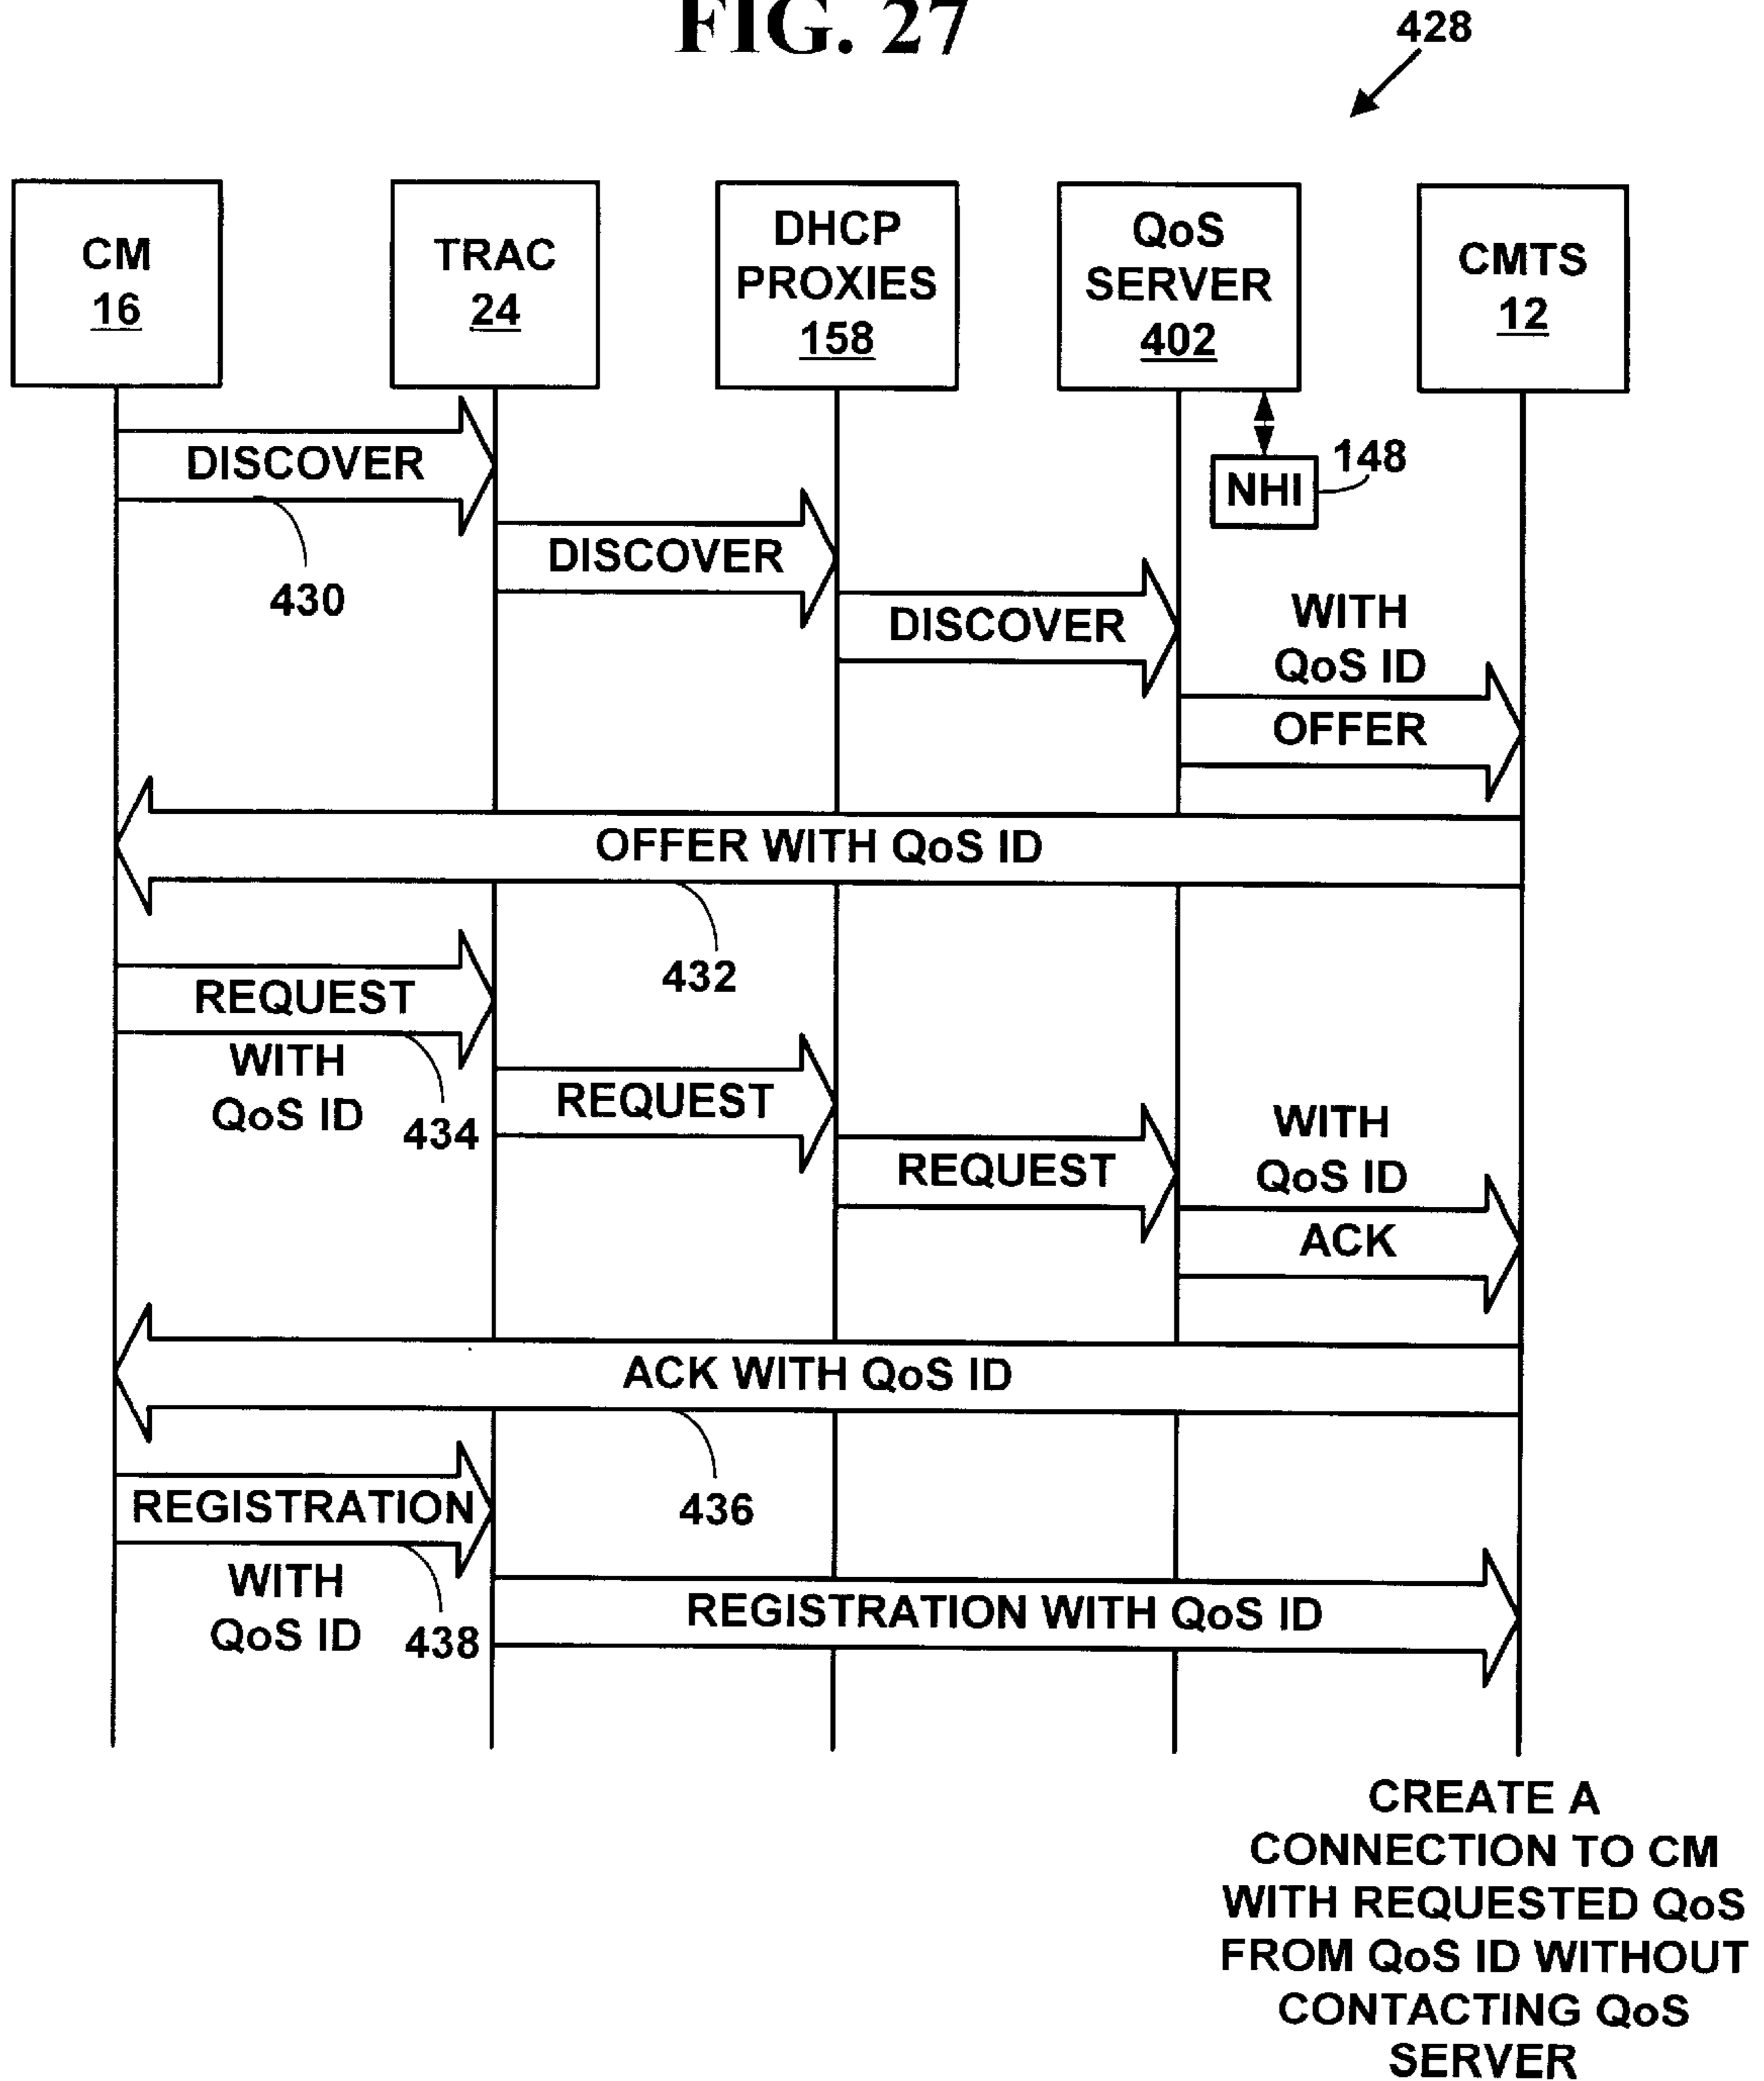 FIG. 27
428
CM
16
TRAC
24
DHCP
PROXIES
158
QoS
SERVER
402
CMTS
12
DISCOVER
430
NHI
148
DISCOVER
DISCOVER
WITH
QoS ID
OFFER
OFFER WITH QoS ID
432
REQUEST
WITH
QoS ID
434
REQUEST
REQUEST
WITH
QoS ID
ACK
ACK WITH QoS ID
436
REGISTRATION
WITH
QoS ID
438
REGISTRATION WITH QoS ID
CREATE A
CONNECTION TO CM
WITH REQUESTED QoS
FROM QoS ID WITHOUT
CONTACTING QoS
SERVER